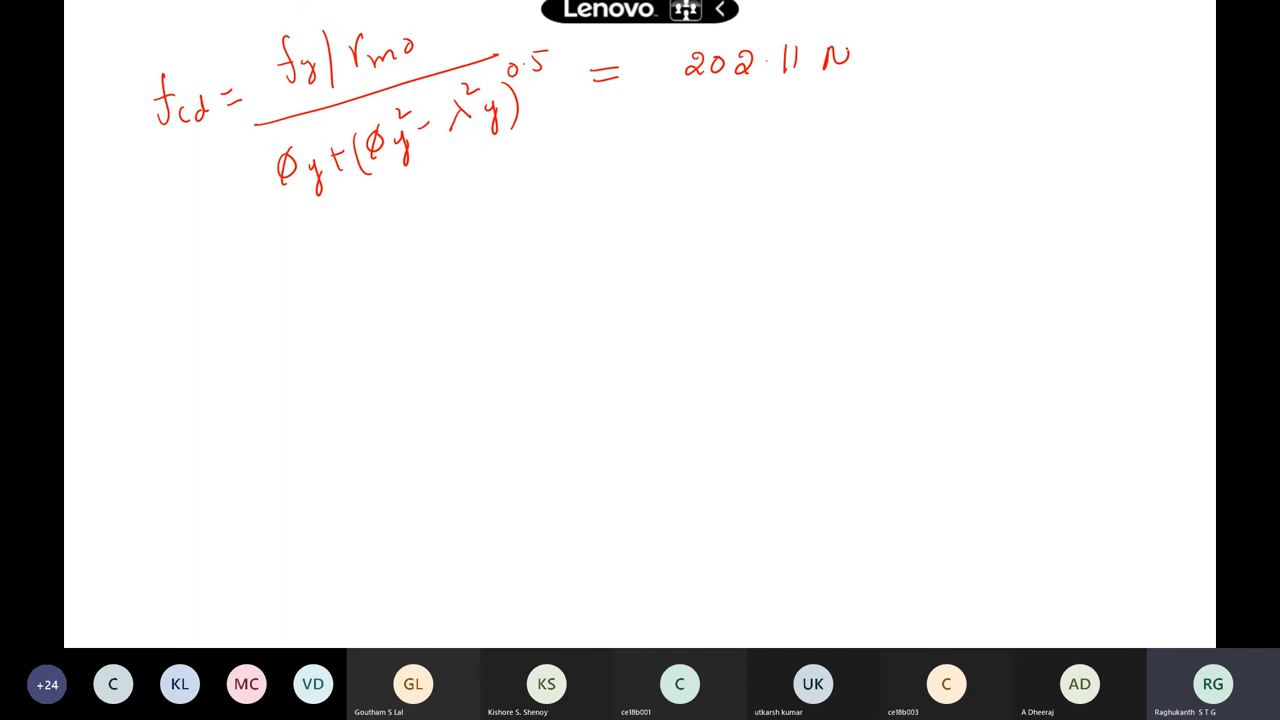 Lenovo
fcd = fy | γm0 / ϕy + (ϕy² - λ²y)^0.5 = 202.11 N
+24
C
KL
MC
VD
GL
KS
C
UK
C
AD
RG
Goutham S Lal
Kishore S. Shenoy
ce18b001
utkarsh kumar
ce18b003
A Dheeraj
Raghukanth S T G